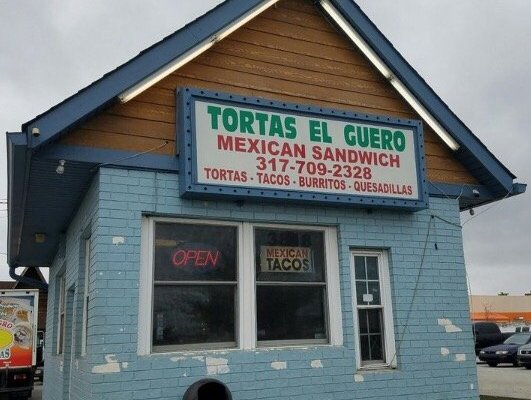 TORTAS EL GUERO
MEXICAN SANDWICH
317-709-2328
TORTAS - TACOS - BURRITOS - QUESADILLAS
OPEN
MEXICAN
TACOS